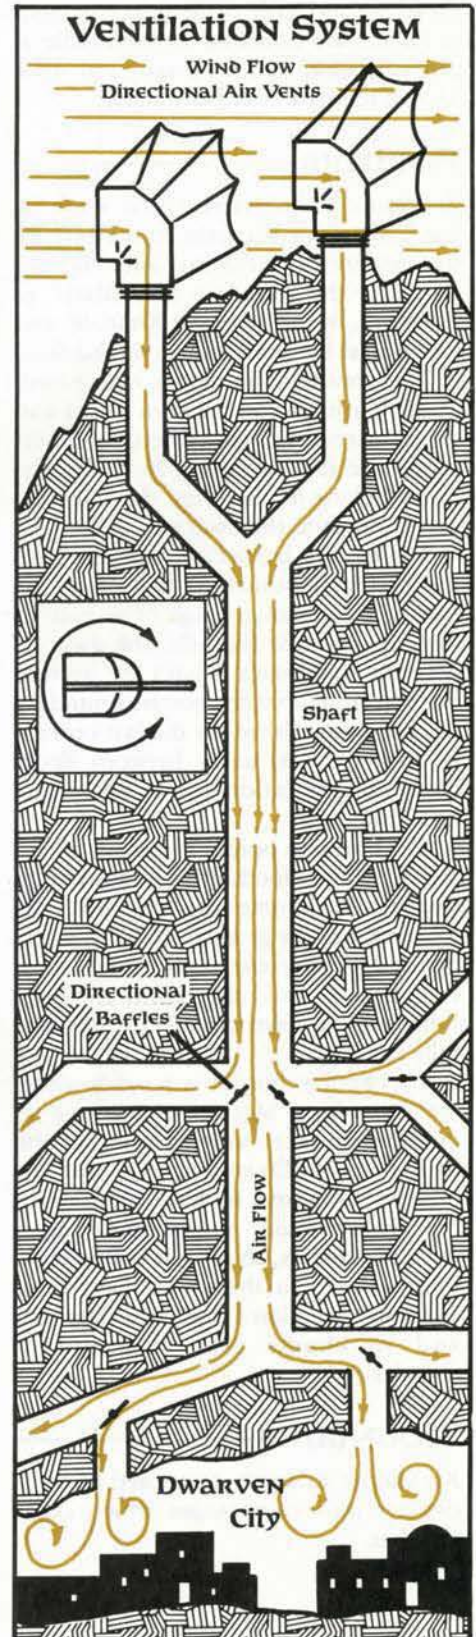 Ventilation System
Wind Flow
Directional Air Vents
Shaft
Directional
Baffles
Air Flow
Dwarven
City